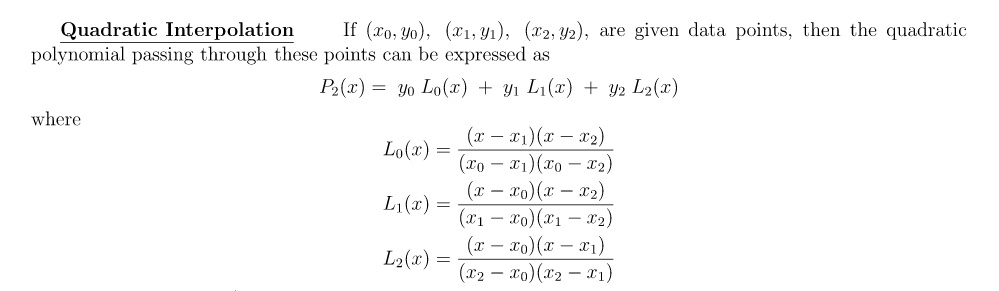 Quadratic Interpolation If (x₀, y₀), (x₁, y₁), (x₂, y₂), are given data points, then the quadratic
polynomial passing through these points can be expressed as
P₂(x) = y₀ L₀(x) + y₁ L₁(x) + y₂ L₂(x)
where
L₀(x) = (x − x₁)(x − x₂) / (x₀ − x₁)(x₀ − x₂)
L₁(x) = (x − x₀)(x − x₂) / (x₁ − x₀)(x₁ − x₂)
L₂(x) = (x − x₀)(x − x₁) / (x₂ − x₀)(x₂ − x₁)